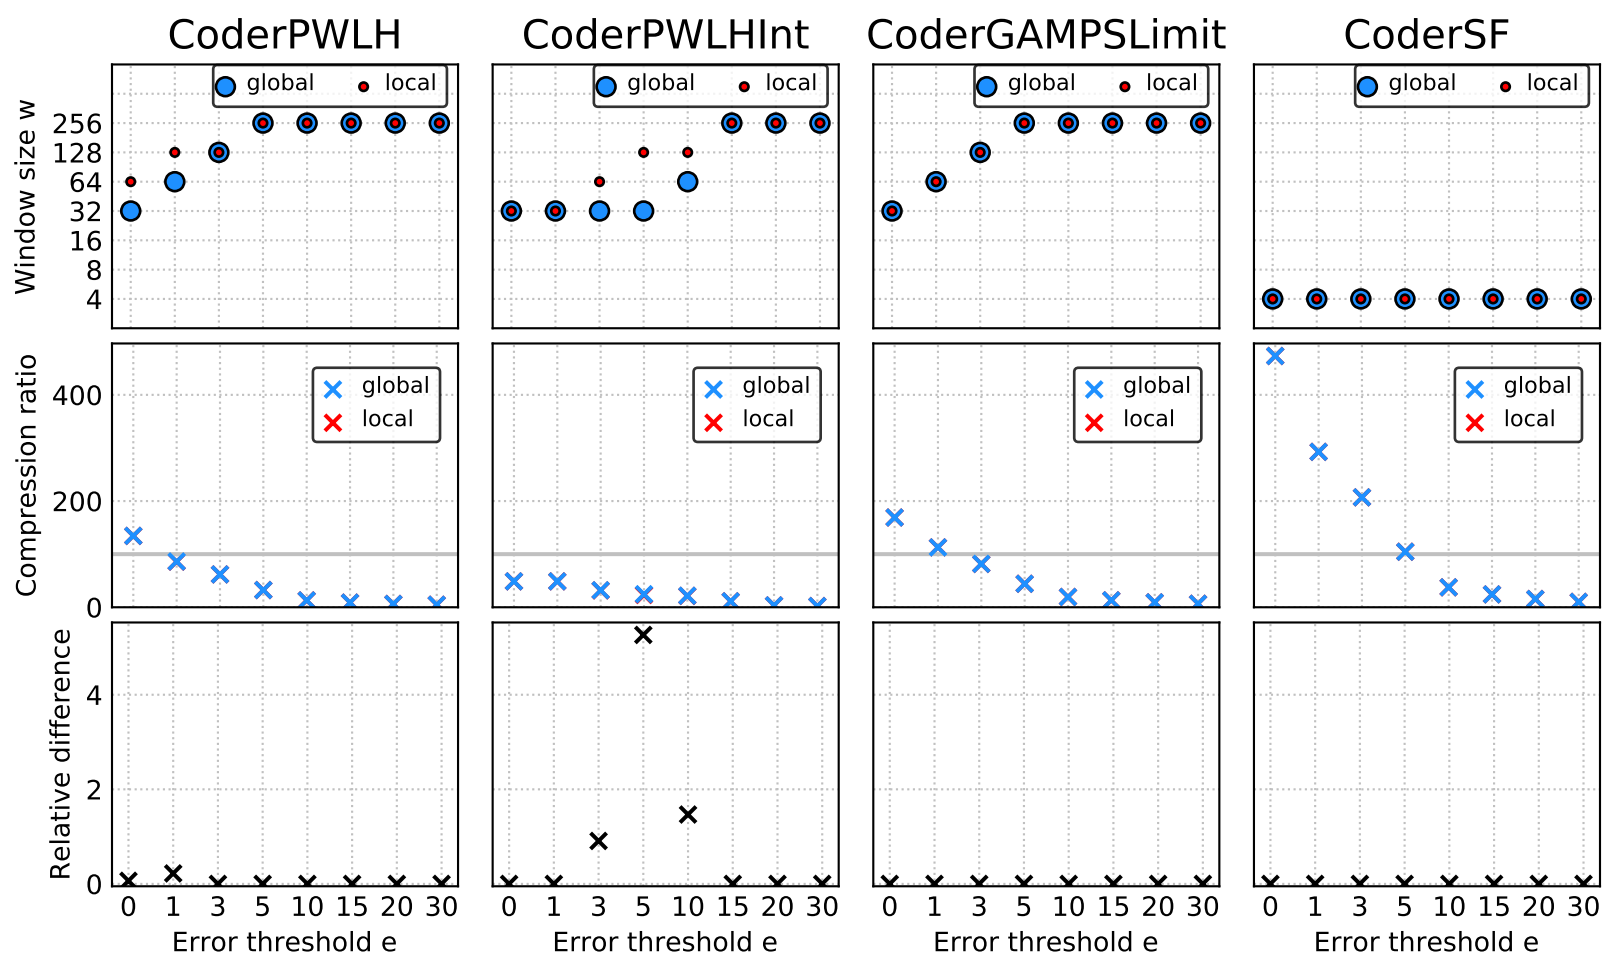 CoderPWLH CoderPWLHInt CoderGAMPSLimit CoderSF
global local global local global local global local
Window size w
256
128
64
32
16
8
4
Compression ratio
global global global global
local local local local
400
200
0
Relative difference
4
2
0
0 1 3 5 10 15 20 30 0 1 3 5 10 15 20 30 0 1 3 5 10 15 20 30 0 1 3 5 10 15 20 30
Error threshold e Error threshold e Error threshold e Error threshold e